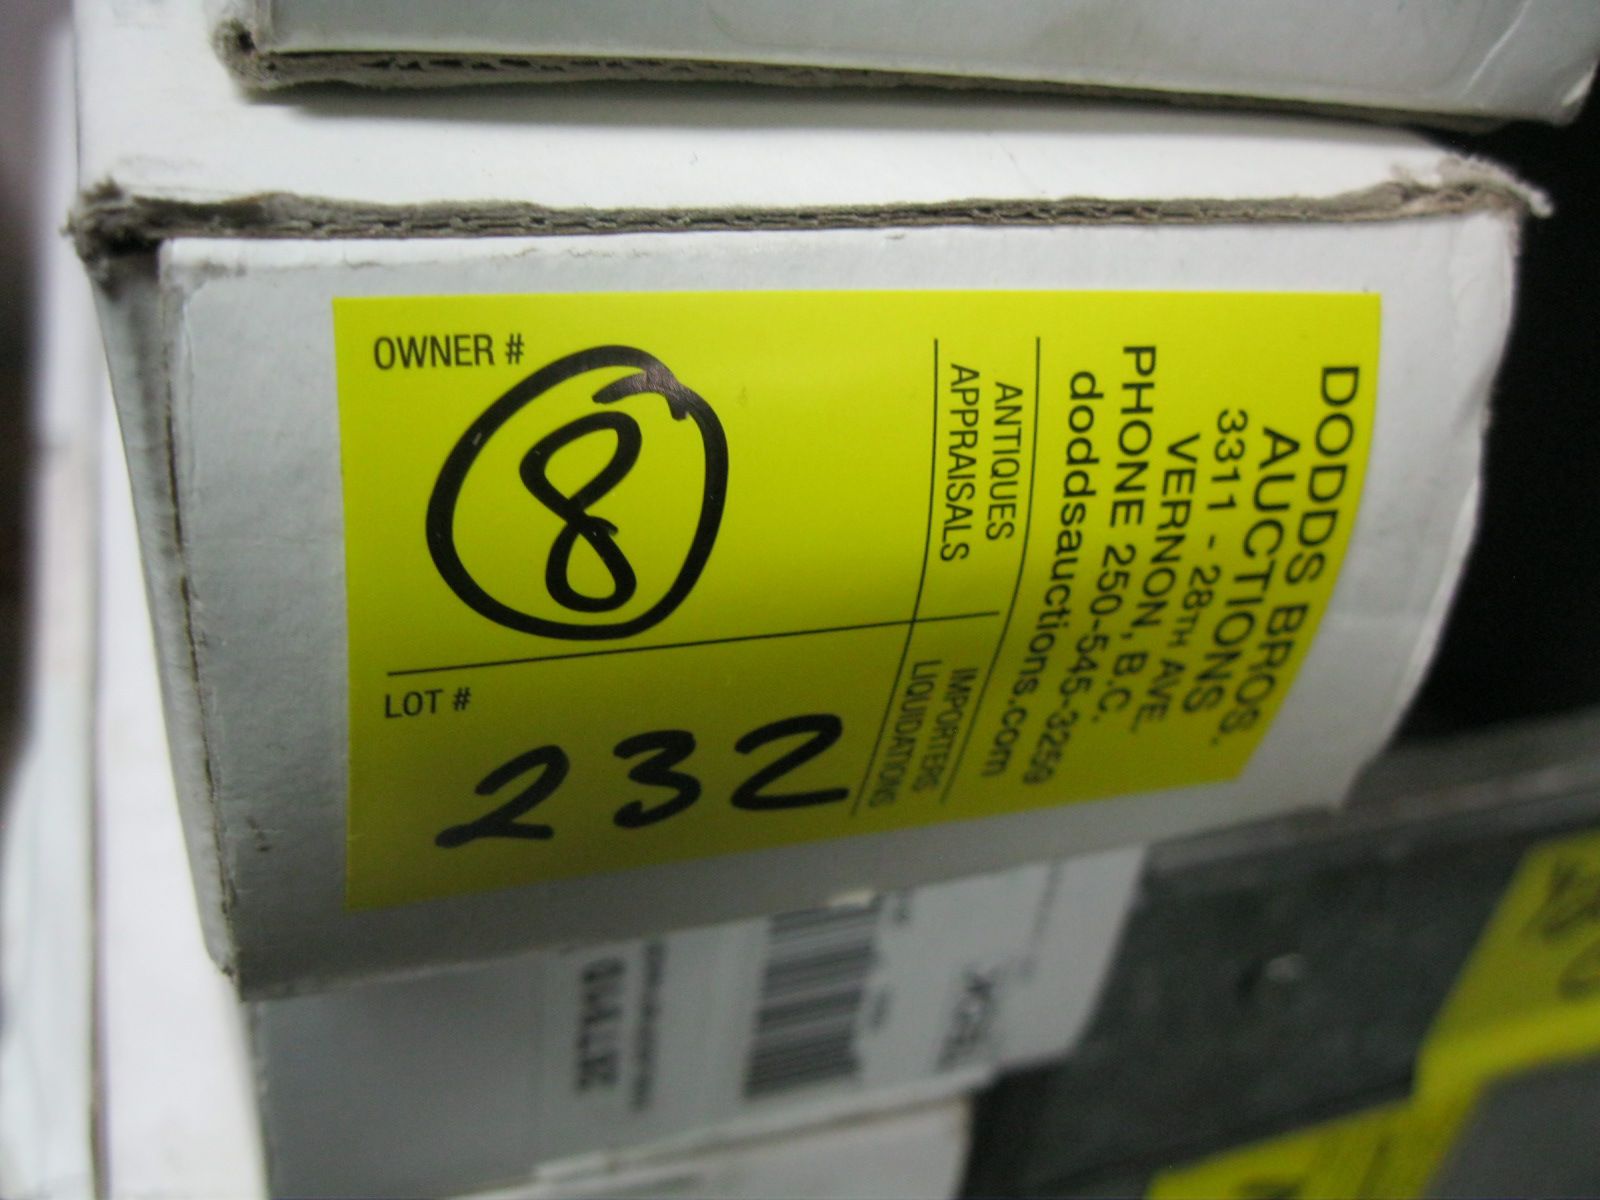 DODDS BROS.
AUCTIONS
3311 - 28TH AVE.
VERNON, B.C.
PHONE 250-545-3259
doddsauctions.com
ANTIQUES
APPRAISALS
IMPORTERS
LIQUIDATIONS
OWNER #
8
LOT #
232